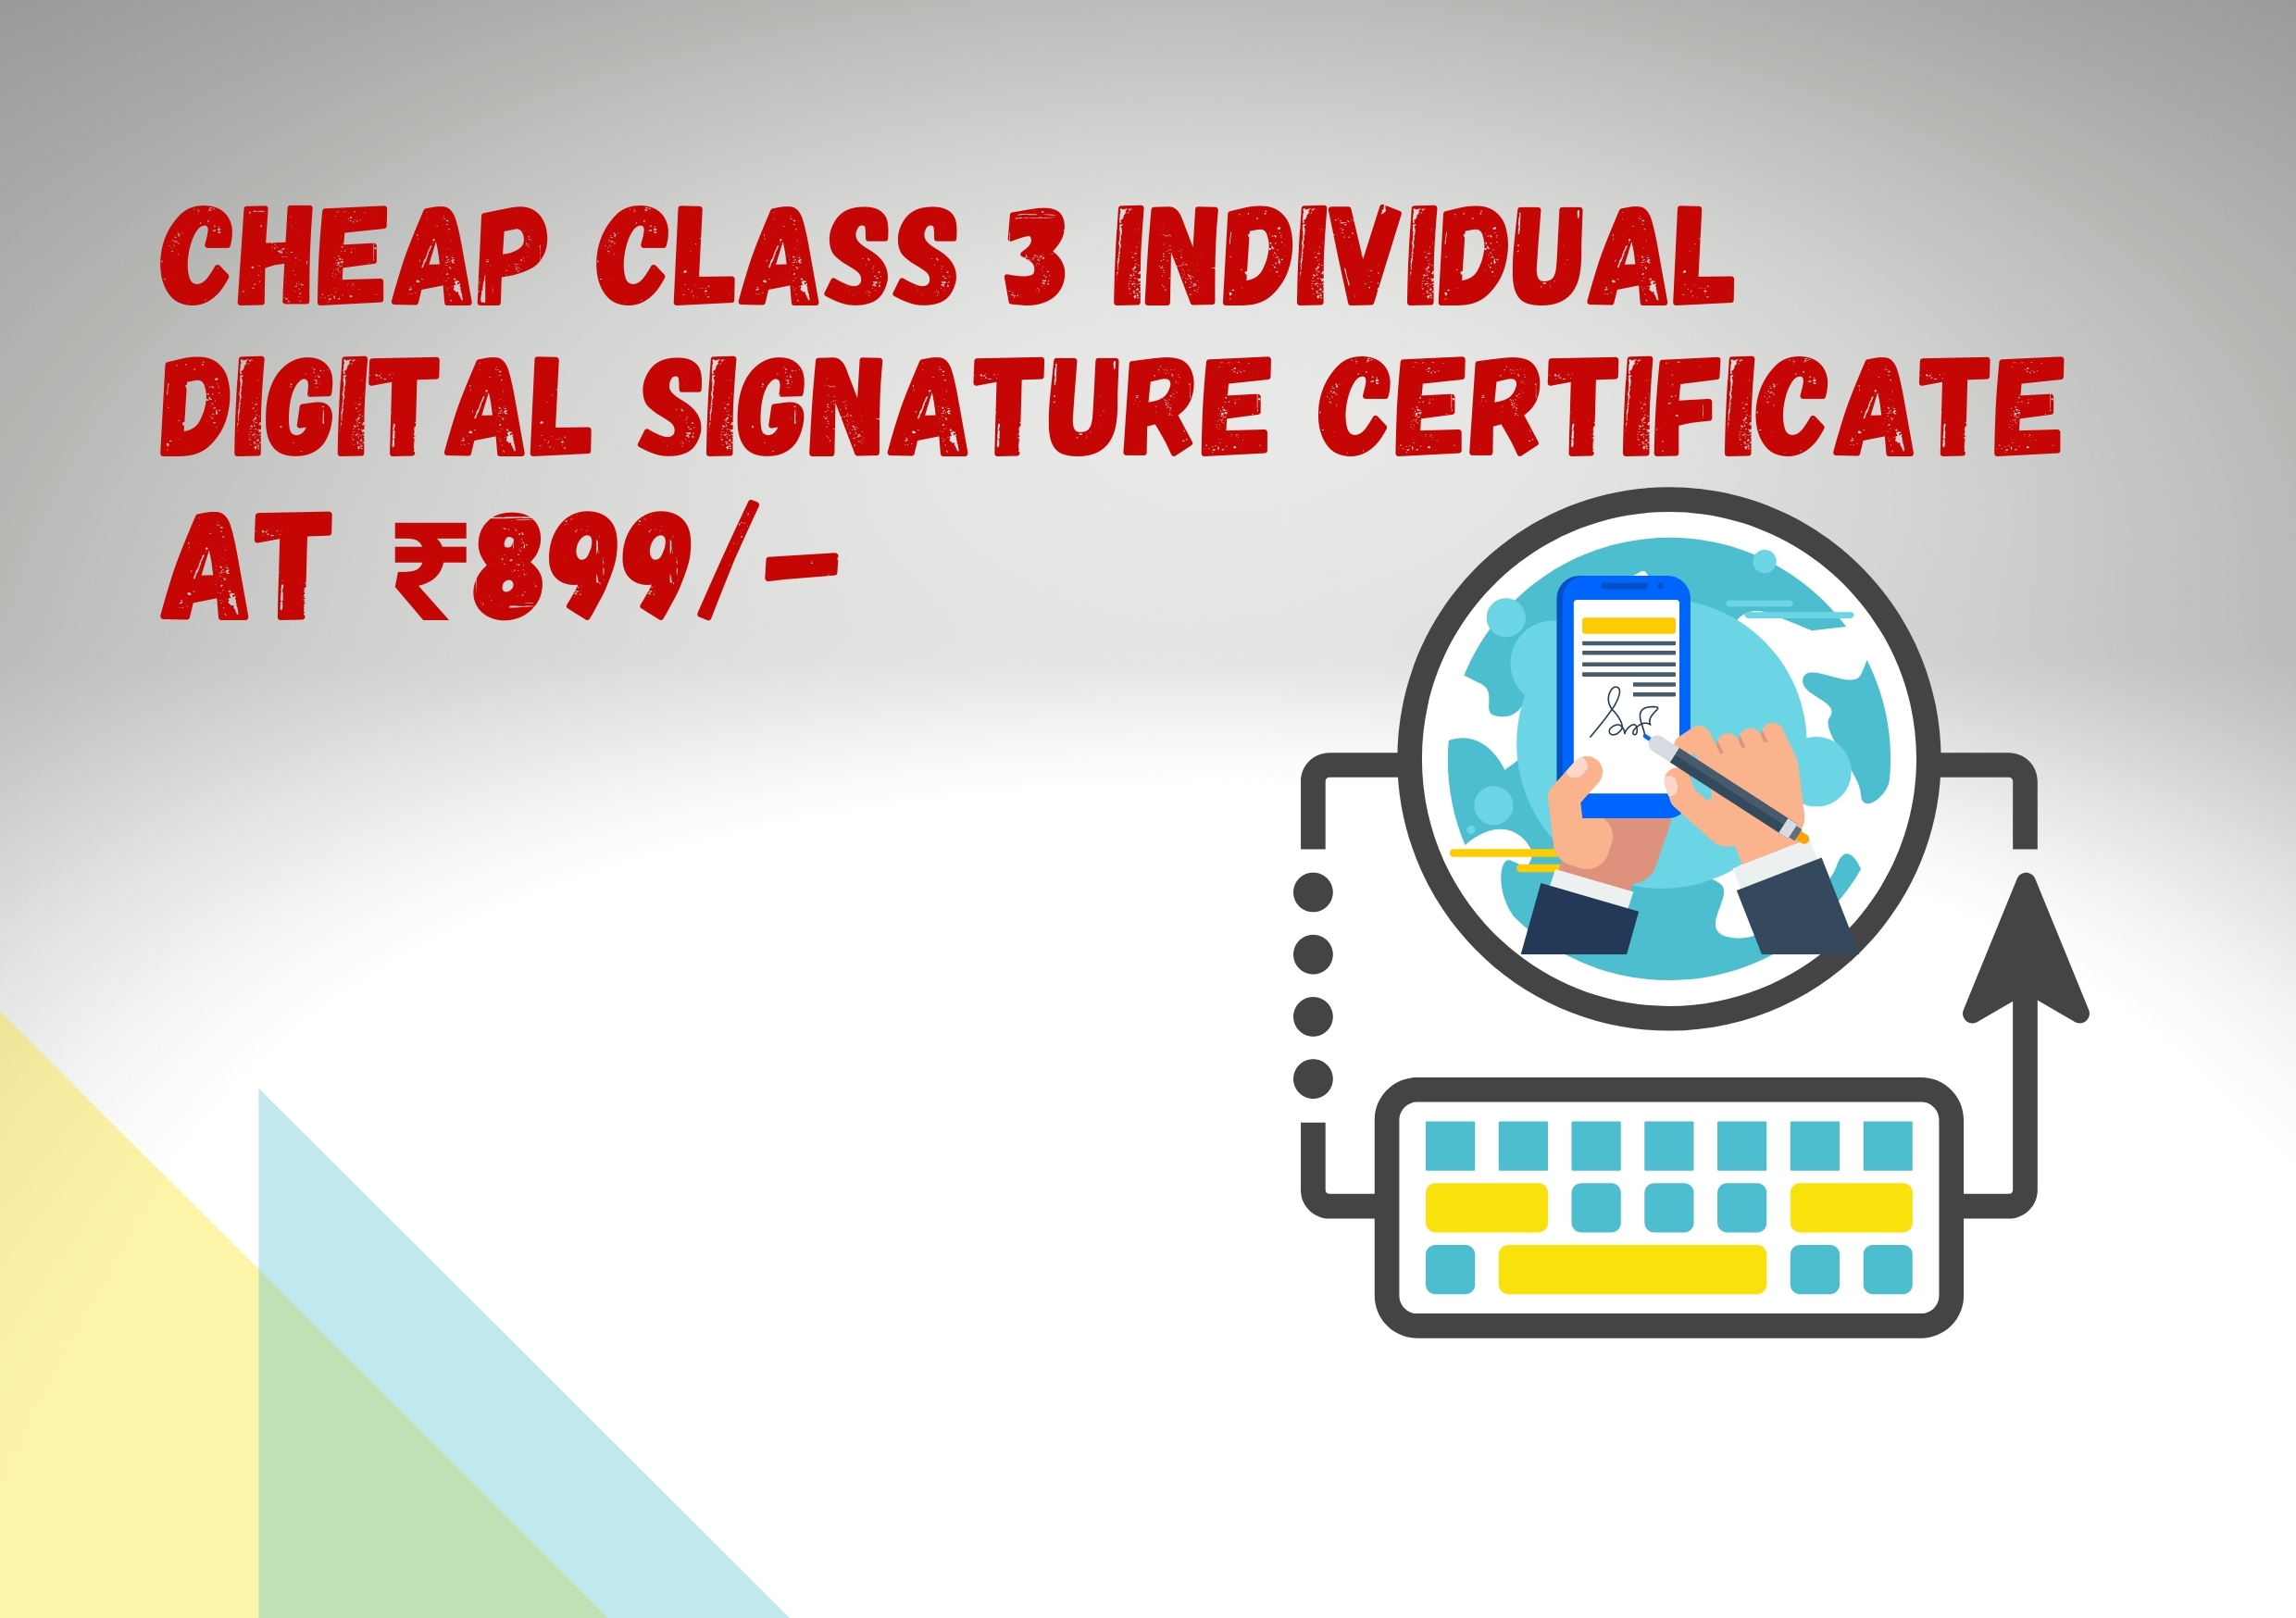 CHEAP CLASS 3 INDIVIDUAL
DIGITAL SIGNATURE CERTIFICATE
AT ₹899/-